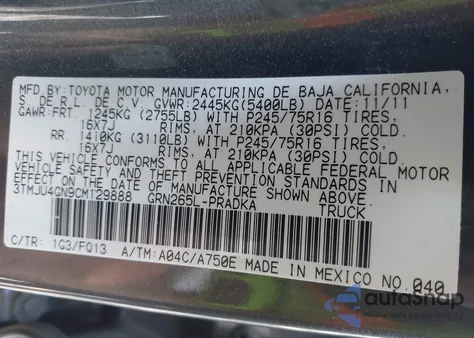 MFD.BY:TOYOTA MOTOR MANUFACTURING DE BAJA CALIFORNIA,
S. DE R.L. DE C.V. GVWR:2445KG(5400LB) DATE:11/11
GAWR:FRT. 1245KG(2755LB) WITH P245/75R16 TIRES,
16X7J RIMS, AT 210KPA (30PSI) COLD.
RR. 1410KG(3110LB) WITH P245/75R16 TIRES,
16X7J RIMS, AT 210KPA (30PSI) COLD.
THIS VEHICLE CONFORMS TO ALL APPLICABLE FEDERAL MOTOR
VEHICLE SAFETY AND THEFT PREVENTION STANDARDS IN
EFFECT ON THE DATE OF MANUFACTURE SHOWN ABOVE.
3TMJU4GN9CM129888 GRN265L-PRADKA TRUCK
C/TR: 1G3/FQ13 A/TM:A04C/A750E MADE IN MEXICO NO.040
autoSnap